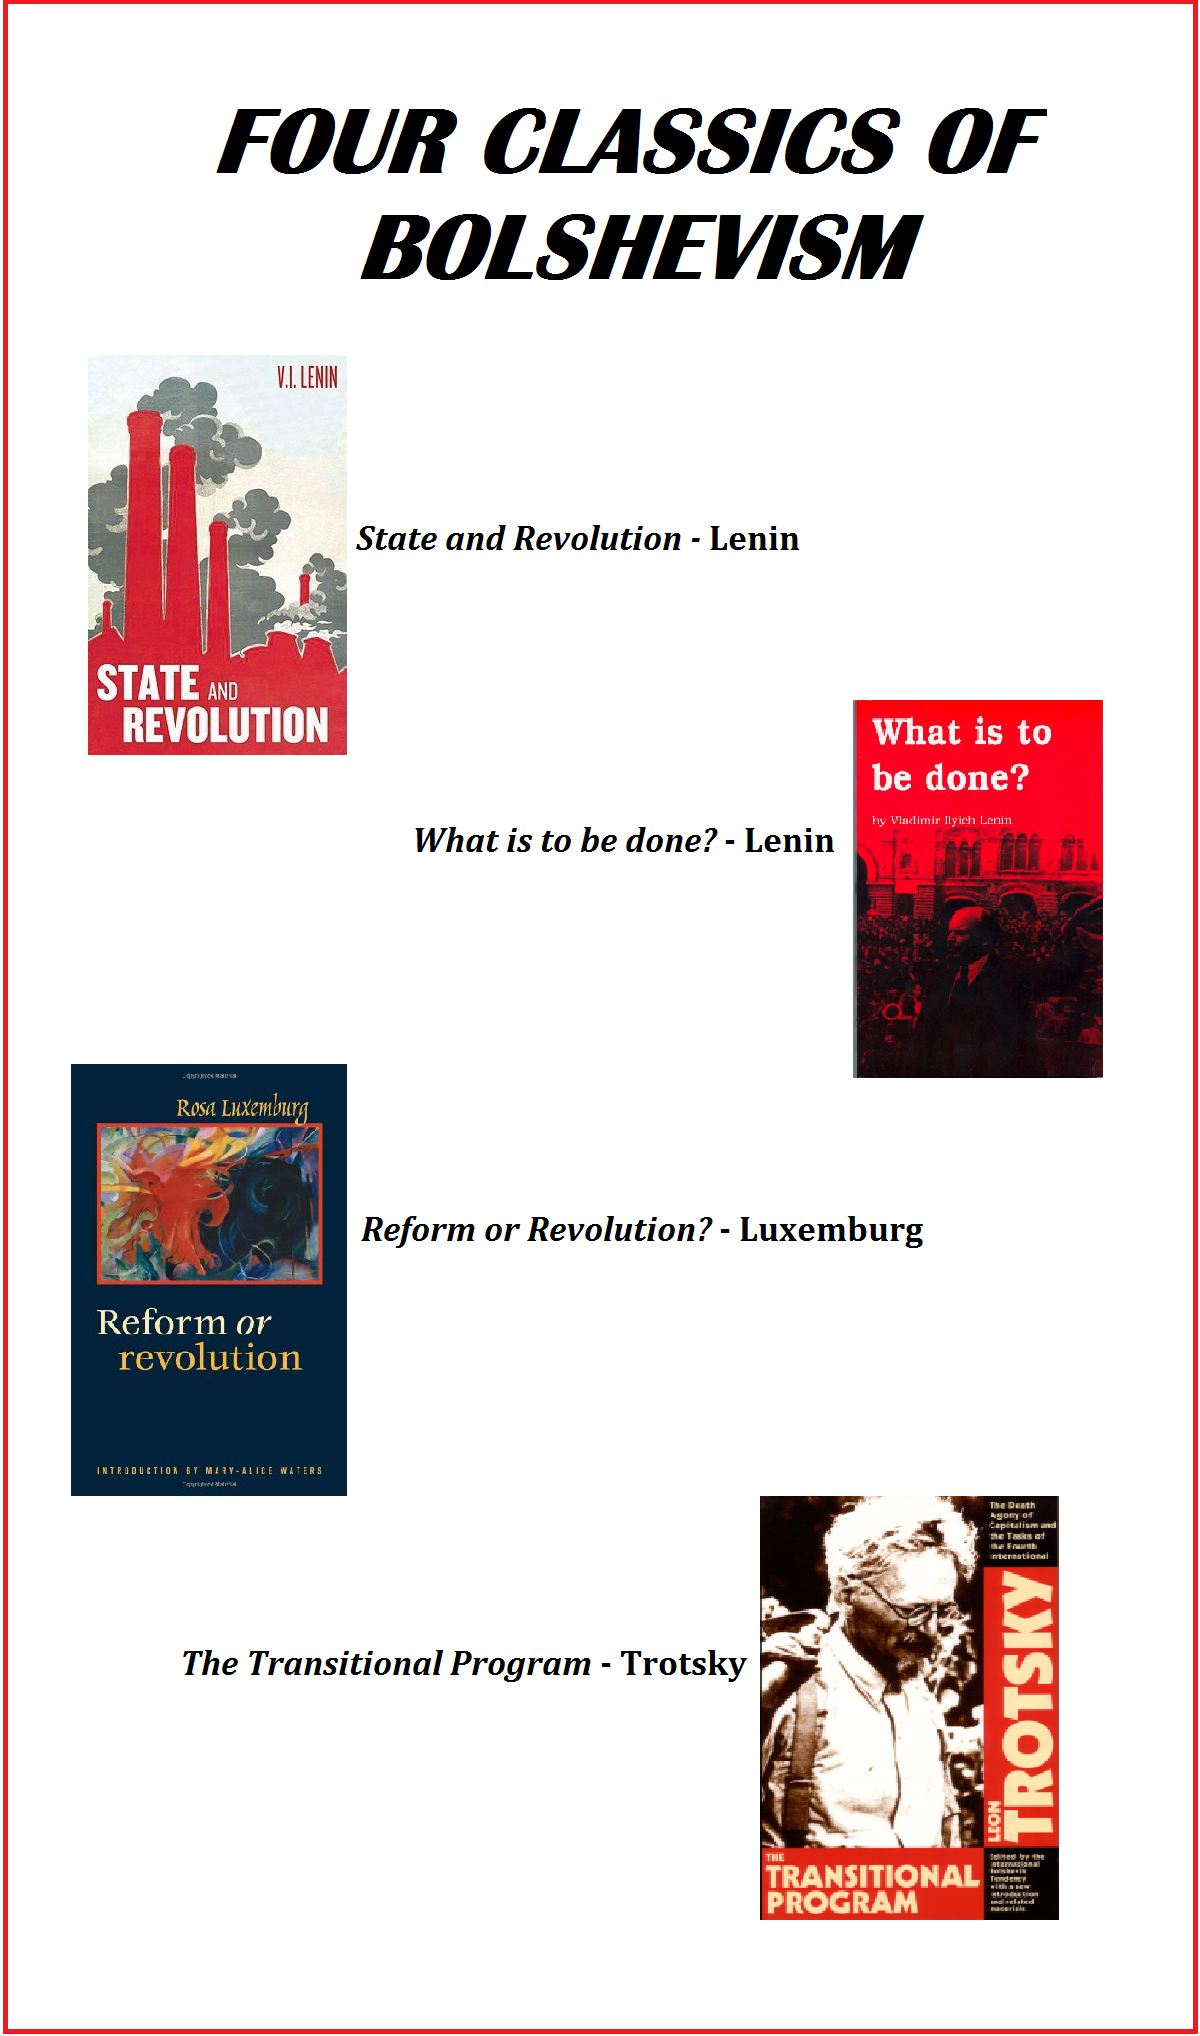 FOUR CLASSICS OF
BOLSHEVISM
V.I. LENIN
STATE AND
REVOLUTION
State and Revolution - Lenin
What is to
be done?
by Vladimir Ilyich Lenin
What is to be done? - Lenin
Copyrighted Material
Rosa Luxemburg
Reform or
revolution
INTRODUCTION BY MARY-ALICE WATERS
Copyrighted Material
Reform or Revolution? - Luxemburg
The Transitional Program - Trotsky
The Death
Agony of
Capitalism and
the Tasks of
the Fourth
International
LEON TROTSKY
THE
TRANSITIONAL
PROGRAM
Edited by the
International
Bolshevik
Tendency
with a new
introduction
and related
materials